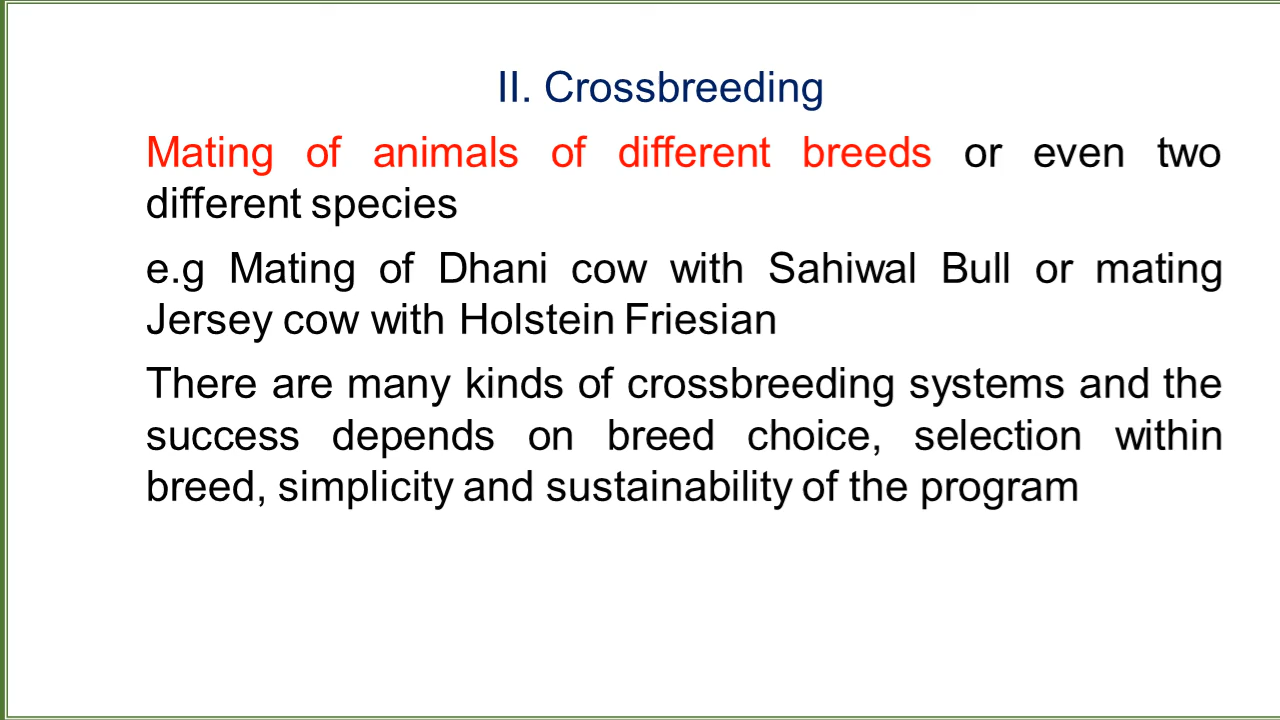 II. Crossbreeding
Mating of animals of different breeds or even two
different species
e.g Mating of Dhani cow with Sahiwal Bull or mating
Jersey cow with Holstein Friesian
There are many kinds of crossbreeding systems and the
success depends on breed choice, selection within
breed, simplicity and sustainability of the program